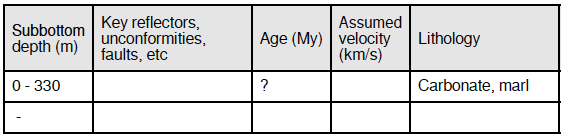 Subbottom depth (m) Key reflectors, unconformities, faults, etc Age (My) Assumed velocity (km/s) Lithology
0 - 330 ? Carbonate, marl
-